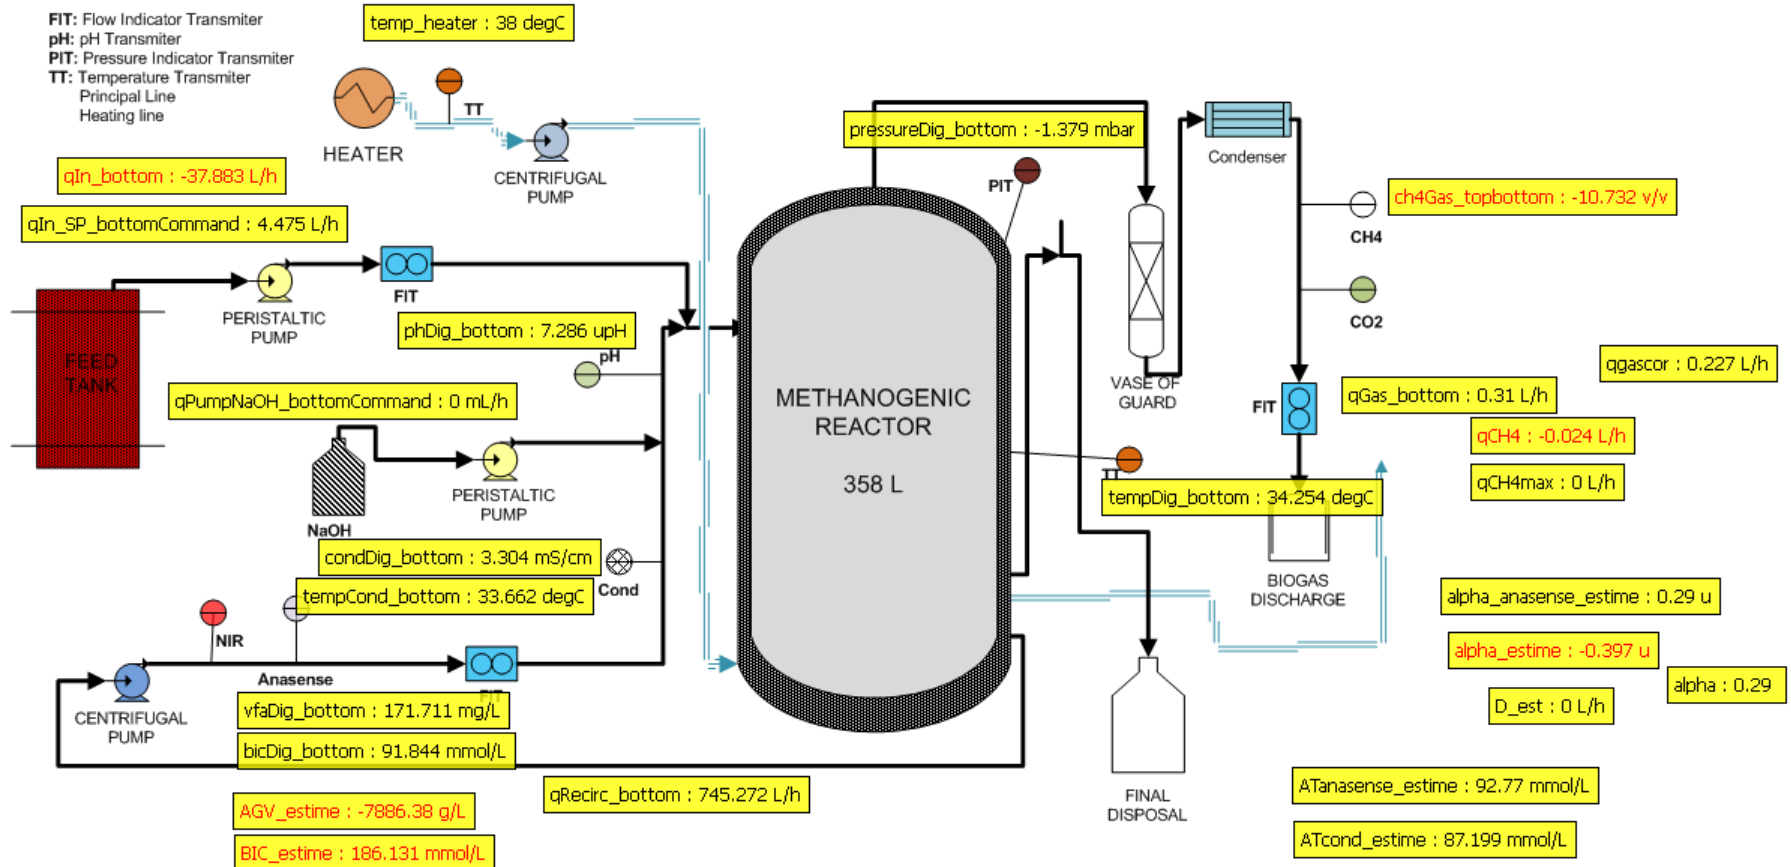 FIT: Flow Indicator Transmiter
pH: pH Transmiter
PIT: Pressure Indicator Transmiter
TT: Temperature Transmiter
Principal Line
Heating line
temp_heater : 38 degC
TT
HEATER
CENTRIFUGAL
PUMP
pressureDig_bottom : -1.379 mbar
Condenser
PIT
qIn_bottom : -37.883 L/h
qIn_SP_bottomCommand : 4.475 L/h
ch4Gas_topbottom : -10.732 v/v
CH4
FIT
PERISTALTIC
PUMP
phDig_bottom : 7.286 upH
pH
CO2
FEED
TANK
qPumpNaOH_bottomCommand : 0 mL/h
METHANOGENIC
REACTOR
358 L
VASE OF
GUARD
FIT
qgascor : 0.227 L/h
qGas_bottom : 0.31 L/h
qCH4 : -0.024 L/h
qCH4max : 0 L/h
PERISTALTIC
PUMP
NaOH
TT
tempDig_bottom : 34.254 degC
condDig_bottom : 3.304 mS/cm
tempCond_bottom : 33.662 degC
Cond
BIOGAS
DISCHARGE
alpha_anasense_estime : 0.29 u
alpha_estime : -0.397 u
alpha : 0.29
D_est : 0 L/h
NIR
Anasense
FIT
CENTRIFUGAL
PUMP
vfaDig_bottom : 171.711 mg/L
bicDig_bottom : 91.844 mmol/L
qRecirc_bottom : 745.272 L/h
AGV_estime : -7886.38 g/L
BIC_estime : 186.131 mmol/L
FINAL
DISPOSAL
ATanasense_estime : 92.77 mmol/L
ATcond_estime : 87.199 mmol/L